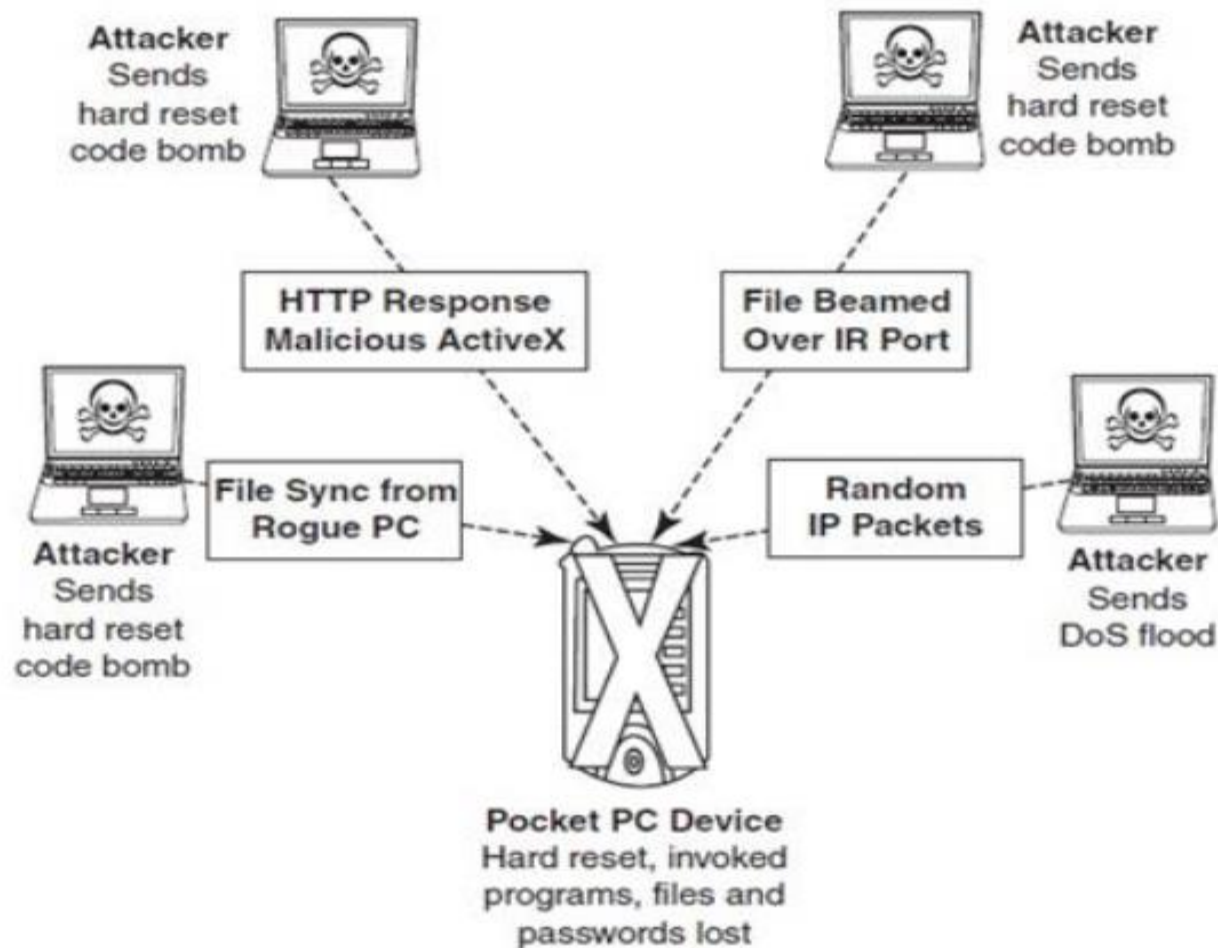 Attacker
Sends
hard reset
code bomb
Attacker
Sends
hard reset
code bomb
HTTP Response
Malicious ActiveX
File Beamed
Over IR Port
File Sync from
Rogue PC
Random
IP Packets
Attacker
Sends
hard reset
code bomb
Attacker
Sends
DoS flood
Pocket PC Device
Hard reset, invoked
programs, files and
passwords lost